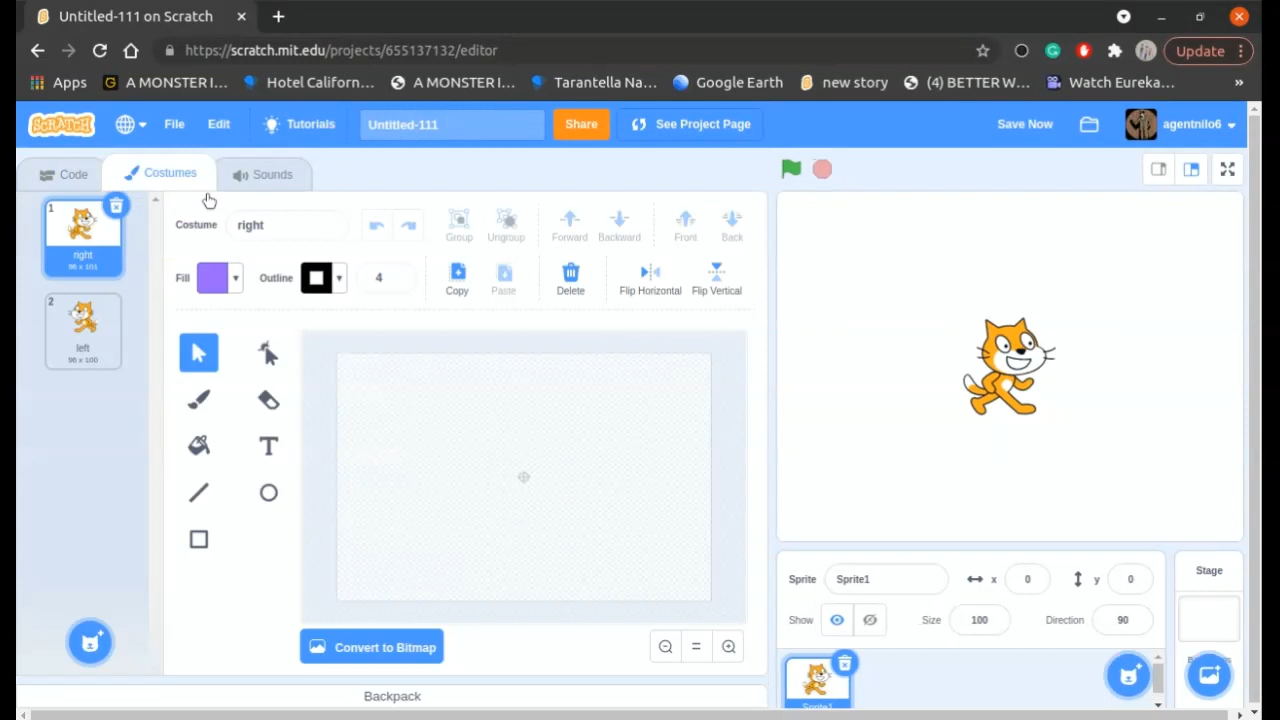 Untitled-111 on Scratch
https://scratch.mit.edu/projects/655137132/editor
Update
Apps
A MONSTER I...
Hotel Californ...
A MONSTER I...
Tarantella Na...
Google Earth
new story
(4) BETTER W...
Watch Eureka...
»
SCRATCH
File
Edit
Tutorials
Untitled-111
Share
See Project Page
Save Now
agentnilo6
Code
Costumes
Sounds
1
right
96 x 101
2
left
96 x 100
Costume
right
Group
Ungroup
Forward
Backward
Front
Back
Fill
Outline
4
Copy
Paste
Delete
Flip Horizontal
Flip Vertical
T
Convert to Bitmap
Backpack
Sprite
Sprite1
x
0
y
0
Show
Size
100
Direction
90
Stage
Sprite1